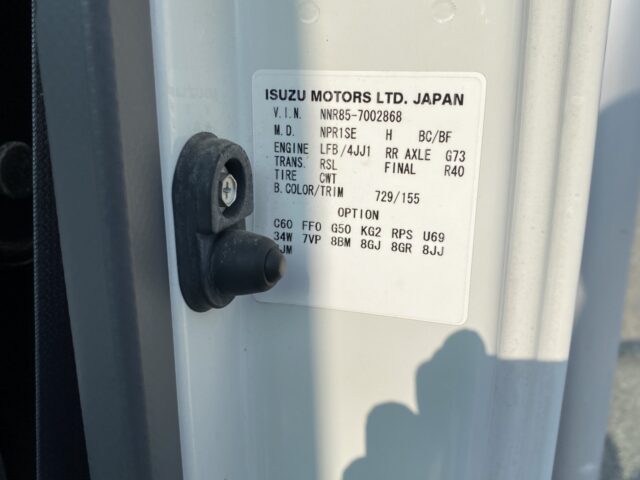 ISUZU MOTORS LTD. JAPAN
V.I.N. NNR85-7002868
M.D. NPR1SE H BC/BF
ENGINE LFB/4JJ1 RR AXLE G73
TRANS. RSL FINAL R40
TIRE CWT
B.COLOR/TRIM 729/155
OPTION
C60 FF0 G50 KG2 RPS U69
34W 7VP 8BM 8GJ 8GR 8JJ